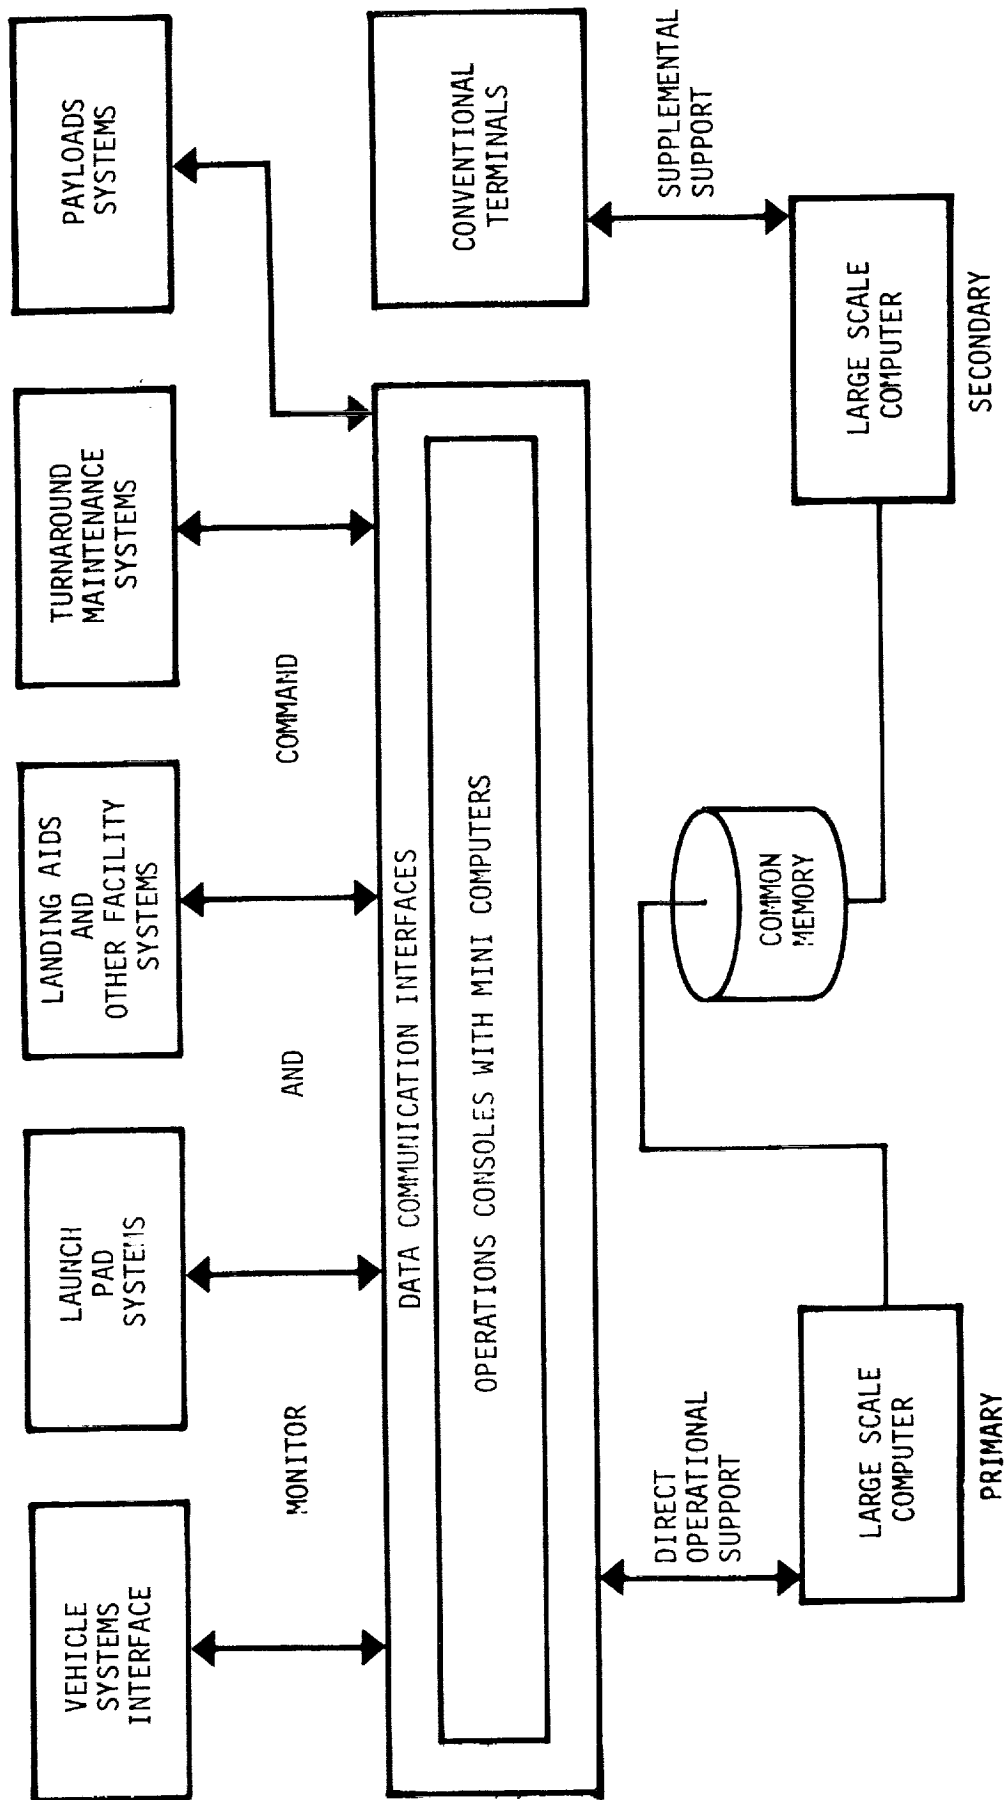 VEHICLE
SYSTEMS
INTERFACE
LAUNCH
PAD
SYSTEMS
LANDING AIDS
AND
OTHER FACILITY
SYSTEMS
TURNAROUND
MAINTENANCE
SYSTEMS
PAYLOADS
SYSTEMS
MONITOR
AND
COMMAND
DATA COMMUNICATION INTERFACES
OPERATIONS CONSOLES WITH MINI COMPUTERS
CONVENTIONAL
TERMINALS
DIRECT
OPERATIONAL
SUPPORT
SUPPLEMENTAL
SUPPORT
COMMON
MEMORY
LARGE SCALE
COMPUTER
PRIMARY
LARGE SCALE
COMPUTER
SECONDARY